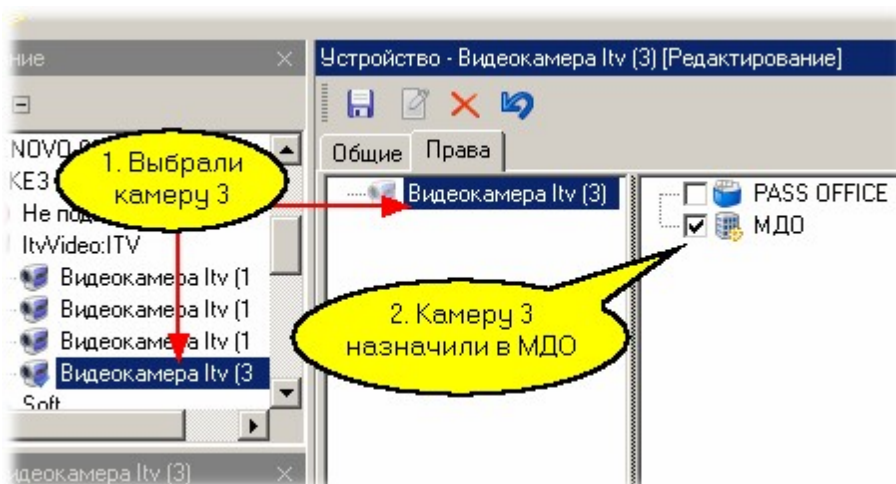 ние
Устройство - Видеокамера Itv (3) [Редактирование]
Общие
Права
1. Выбрали
камеру 3
Не под
ItvVideo:ITV
Видеокамера Itv (1
Видеокамера Itv (1
Видеокамера Itv (1
Видеокамера Itv (3
Soft
Видеокамера Itv (3)
PASS OFFICE
МДО
2. Камеру 3
назначили в МДО
идеокамера Itv (3)